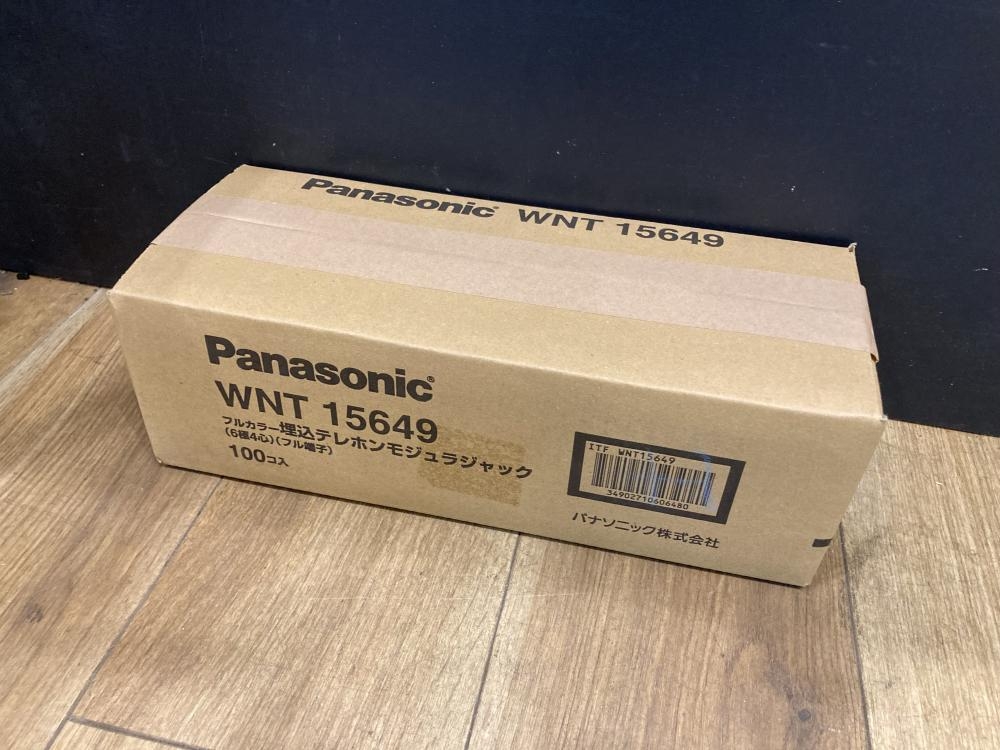 Panasonic WNT 15649
Panasonic®
WNT 15649
フルカラー埋込テレホンモジュラジャック
(6極4心)(フル端子)
100コ入
ITF WNT15649
34902710606480
パナソニック株式会社